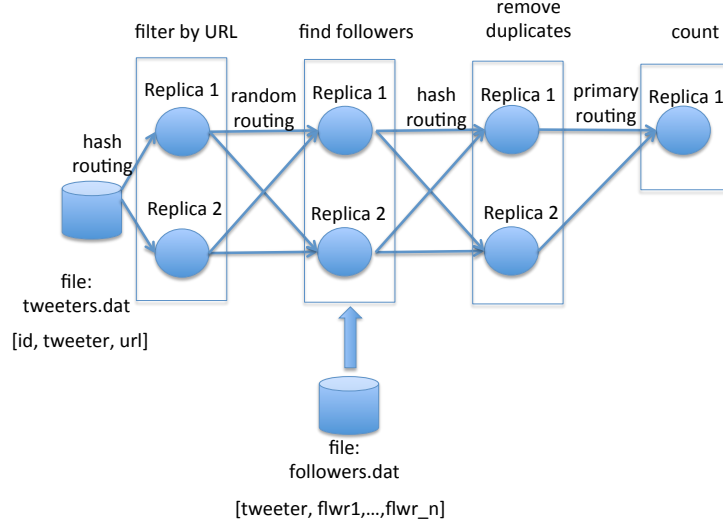 filter by URL
find followers
remove
duplicates
count
Replica 1
random
routing
Replica 1
hash
routing
Replica 1
primary
routing
Replica 1
hash
routing
Replica 2
Replica 2
Replica 2
file:
tweeters.dat
[id, tweeter, url]
file:
followers.dat
[tweeter, flwr1,...,flwr_n]